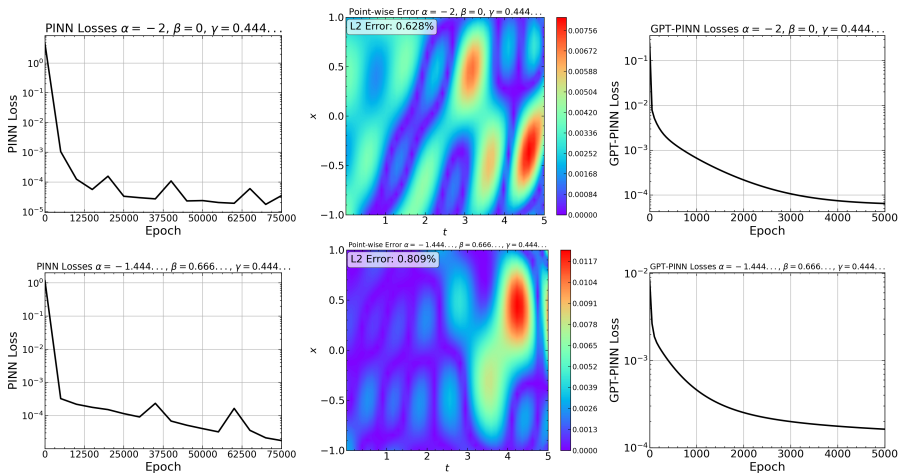 PINN Losses α = −2, β = 0, γ = 0.444...
PINN Loss
10⁰
10⁻¹
10⁻²
10⁻³
10⁻⁴
10⁻⁵
0 12500 25000 37500 50000 62500 75000
Epoch
Point-wise Error α = −2, β = 0, γ = 0.444...
L2 Error: 0.628%
x
1.0
0.5
0.0
−0.5
−1.0
1 2 3 4 5
t
0.00756
0.00672
0.00588
0.00504
0.00420
0.00336
0.00252
0.00168
0.00084
0.00000
GPT-PINN Losses α = −2, β = 0, γ = 0.444...
GPT-PINN Loss
10⁻¹
10⁻²
10⁻³
10⁻⁴
0 1000 2000 3000 4000 5000
Epoch
PINN Losses α = −1.444..., β = 0.666..., γ = 0.444...
PINN Loss
10⁰
10⁻¹
10⁻²
10⁻³
10⁻⁴
0 12500 25000 37500 50000 62500 75000
Epoch
Point-wise Error α = −1.444..., β = 0.666..., γ = 0.444...
L2 Error: 0.809%
x
1.0
0.5
0.0
−0.5
−1.0
1 2 3 4 5
t
0.0117
0.0104
0.0091
0.0078
0.0065
0.0052
0.0039
0.0026
0.0013
0.0000
GPT-PINN Losses α = −1.444..., β = 0.666..., γ = 0.444...
GPT-PINN Loss
10⁻²
10⁻³
10⁻⁴
0 1000 2000 3000 4000 5000
Epoch